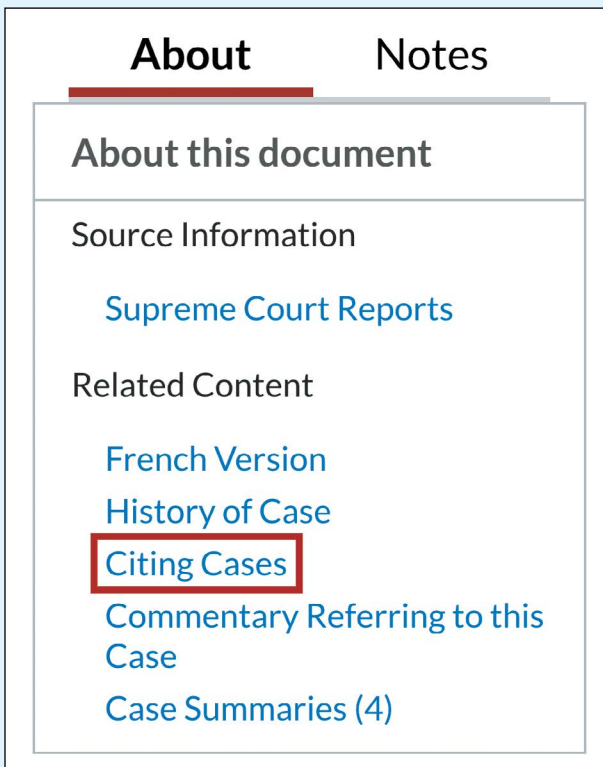 About Notes
About this document
Source Information
Supreme Court Reports
Related Content
French Version
History of Case
Citing Cases
Commentary Referring to this
Case
Case Summaries (4)